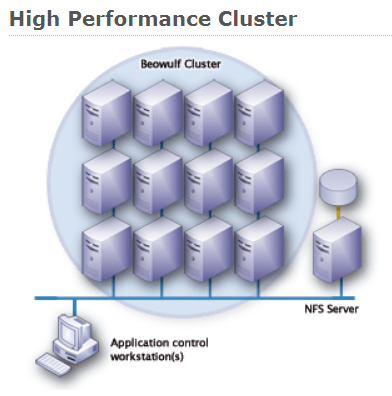 High Performance Cluster
Beowulf Cluster
NFS Server
Application control
workstation(s)